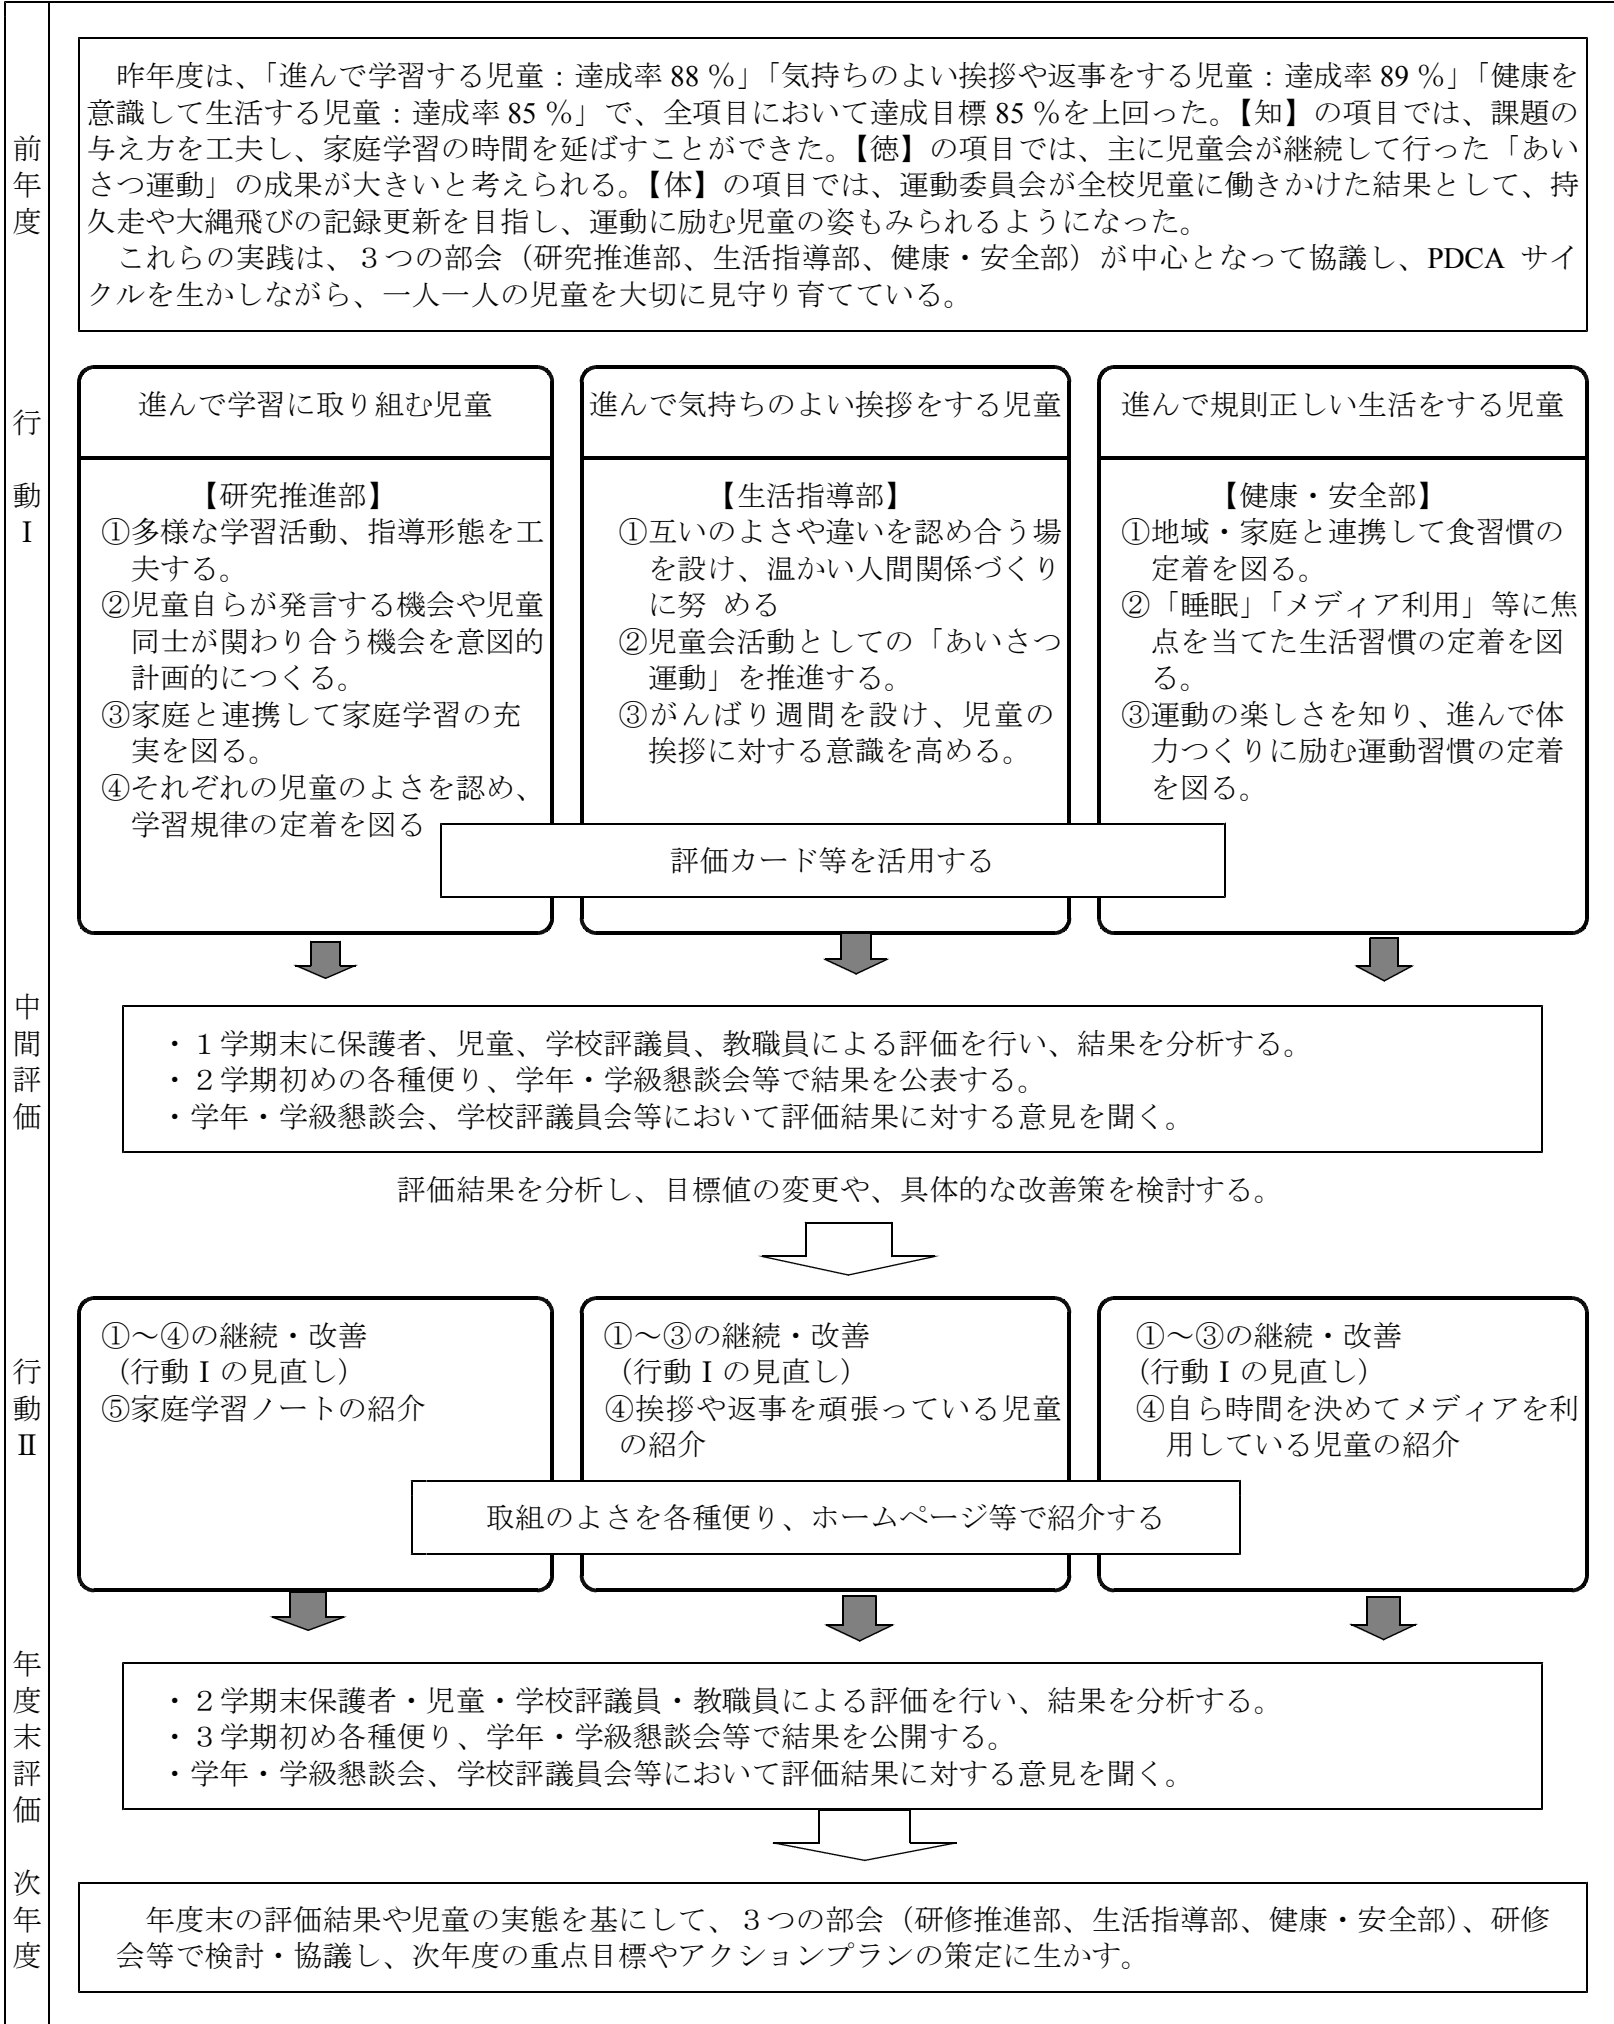 前年度
昨年度は、「進んで学習する児童：達成率 88 ％」「気持ちのよい挨拶や返事をする児童：達成率 89 ％」「健康を
意識して生活する児童：達成率 85 ％」で、全項目において達成目標 85 ％を上回った。【知】の項目では、課題の
与え方を工夫し、家庭学習の時間を延ばすことができた。【徳】の項目では、主に児童会が継続して行った「あい
さつ運動」の成果が大きいと考えられる。【体】の項目では、運動委員会が全校児童に働きかけた結果として、持
久走や大縄飛びの記録更新を目指し、運動に励む児童の姿もみられるようになった。
これらの実践は、３つの部会（研究推進部、生活指導部、健康・安全部）が中心となって協議し、PDCA サイ
クルを生かしながら、一人一人の児童を大切に見守り育てている。
行動Ⅰ
進んで学習に取り組む児童
【研究推進部】
①多様な学習活動、指導形態を工
夫する。
②児童自らが発言する機会や児童
同士が関わり合う機会を意図的
計画的につくる。
③家庭と連携して家庭学習の充
実を図る。
④それぞれの児童のよさを認め、
学習規律の定着を図る
進んで気持ちのよい挨拶をする児童
【生活指導部】
①互いのよさや違いを認め合う場
を設け、温かい人間関係づくり
に努 める
②児童会活動としての「あいさつ
運動」を推進する。
③がんばり週間を設け、児童の
挨拶に対する意識を高める。
進んで規則正しい生活をする児童
【健康・安全部】
①地域・家庭と連携して食習慣の
定着を図る。
②「睡眠」「メディア利用」等に焦
点を当てた生活習慣の定着を図
る。
③運動の楽しさを知り、進んで体
力つくりに励む運動習慣の定着
を図る。
評価カード等を活用する
中間評価
・１学期末に保護者、児童、学校評議員、教職員による評価を行い、結果を分析する。
・２学期初めの各種便り、学年・学級懇談会等で結果を公表する。
・学年・学級懇談会、学校評議員会等において評価結果に対する意見を聞く。
評価結果を分析し、目標値の変更や、具体的な改善策を検討する。
行動Ⅱ
①～④の継続・改善
（行動Ⅰの見直し）
⑤家庭学習ノートの紹介
①～③の継続・改善
（行動Ⅰの見直し）
④挨拶や返事を頑張っている児童
の紹介
①～③の継続・改善
（行動Ⅰの見直し）
④自ら時間を決めてメディアを利
用している児童の紹介
取組のよさを各種便り、ホームページ等で紹介する
年度末評価
・２学期末保護者・児童・学校評議員・教職員による評価を行い、結果を分析する。
・３学期初め各種便り、学年・学級懇談会等で結果を公開する。
・学年・学級懇談会、学校評議員会等において評価結果に対する意見を聞く。
次年度
年度末の評価結果や児童の実態を基にして、３つの部会（研修推進部、生活指導部、健康・安全部）、研修
会等で検討・協議し、次年度の重点目標やアクションプランの策定に生かす。